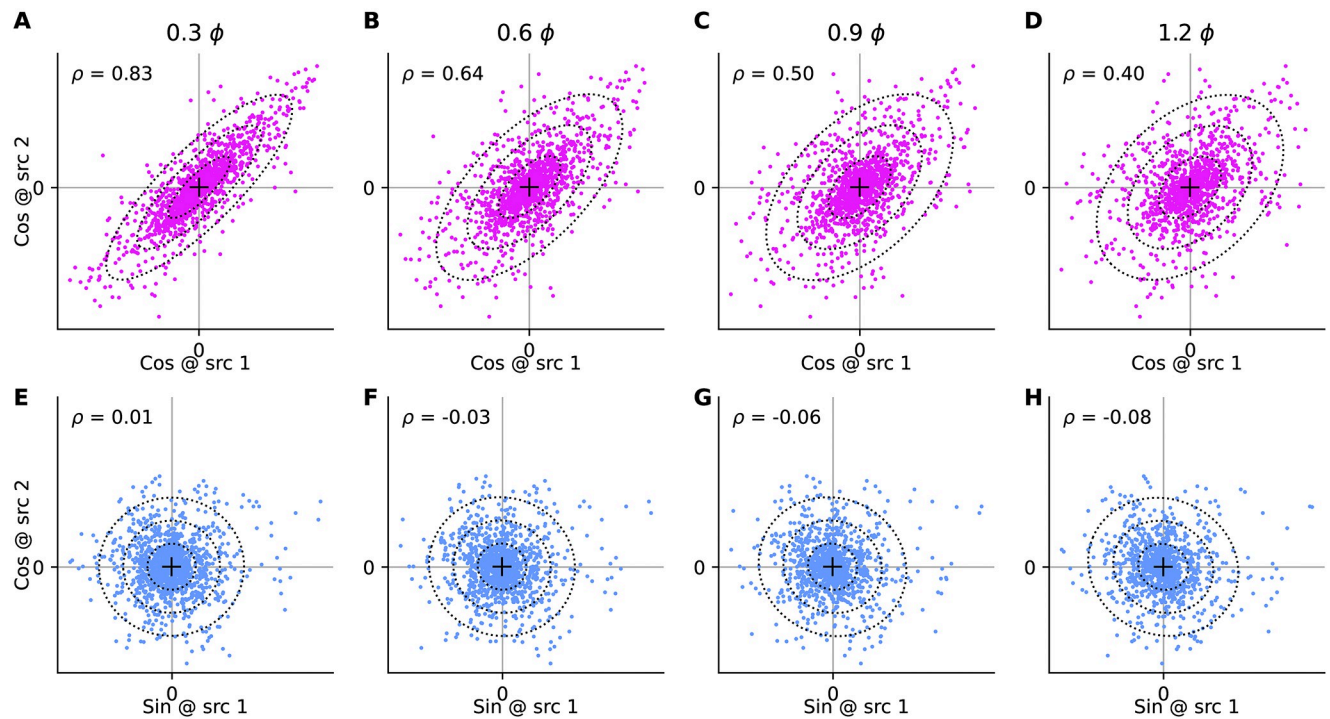 A
0.3 ϕ
B
0.6 ϕ
C
0.9 ϕ
D
1.2 ϕ
ρ = 0.83
ρ = 0.64
ρ = 0.50
ρ = 0.40
Cos @ src 2
0
0
0
0
0
0
0
0
Cos @ src 1
Cos @ src 1
Cos @ src 1
Cos @ src 1
E
F
G
H
ρ = 0.01
ρ = -0.03
ρ = -0.06
ρ = -0.08
Cos @ src 2
0
0
0
0
0
0
0
0
Sin @ src 1
Sin @ src 1
Sin @ src 1
Sin @ src 1